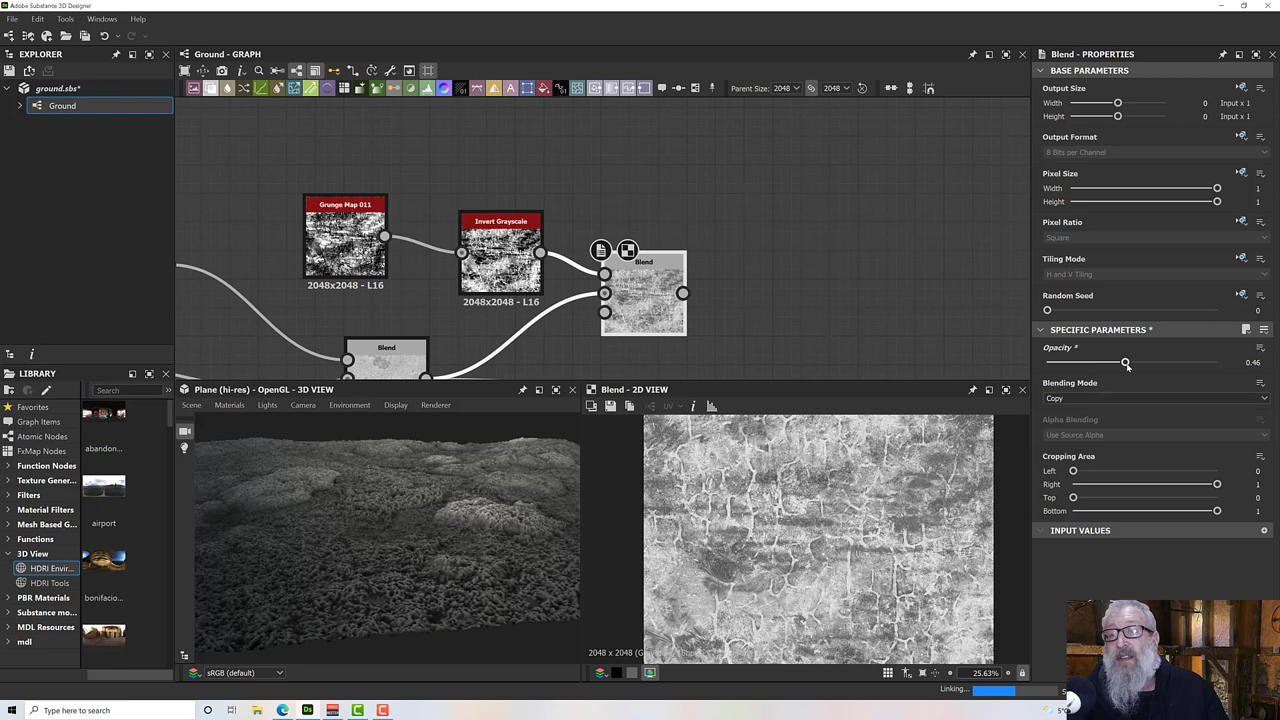 Adobe Substance 3D Designer
File Edit Tools Windows Help
EXPLORER
ground.sbs*
Ground
Ground - GRAPH
Parent Size: 2048 2048
Grunge Map 011
2048x2048 - L16
Invert Grayscale
2048x2048 - L16
Blend
Blend
LIBRARY
Search
Favorites
Graph Items
Atomic Nodes
FxMap Nodes
Function Nodes
Texture Gener...
Filters
Material Filters
Mesh Based G...
Functions
3D View
HDRI Envir...
HDRI Tools
PBR Materials
Substance mo...
MDL Resources
mdl
abandon...
airport
bonifacio...
Plane (hi-res) - OpenGL - 3D VIEW
Scene Materials Lights Camera Environment Display Renderer
sRGB (default)
Blend - 2D VIEW
UV
25.63%
Linking...
Blend - PROPERTIES
BASE PARAMETERS
Output Size
Width 0 Input x 1
Height 0 Input x 1
Output Format
8 Bits per Channel
Pixel Size
Width 1
Height 1
Pixel Ratio
Square
Tiling Mode
H and V Tiling
Random Seed
0
SPECIFIC PARAMETERS *
Opacity *
0.46
Blending Mode
Copy
Alpha Blending
Use Source Alpha
Cropping Area
Left 0
Right 1
Top 0
Bottom 1
INPUT VALUES
Type here to search
Ds